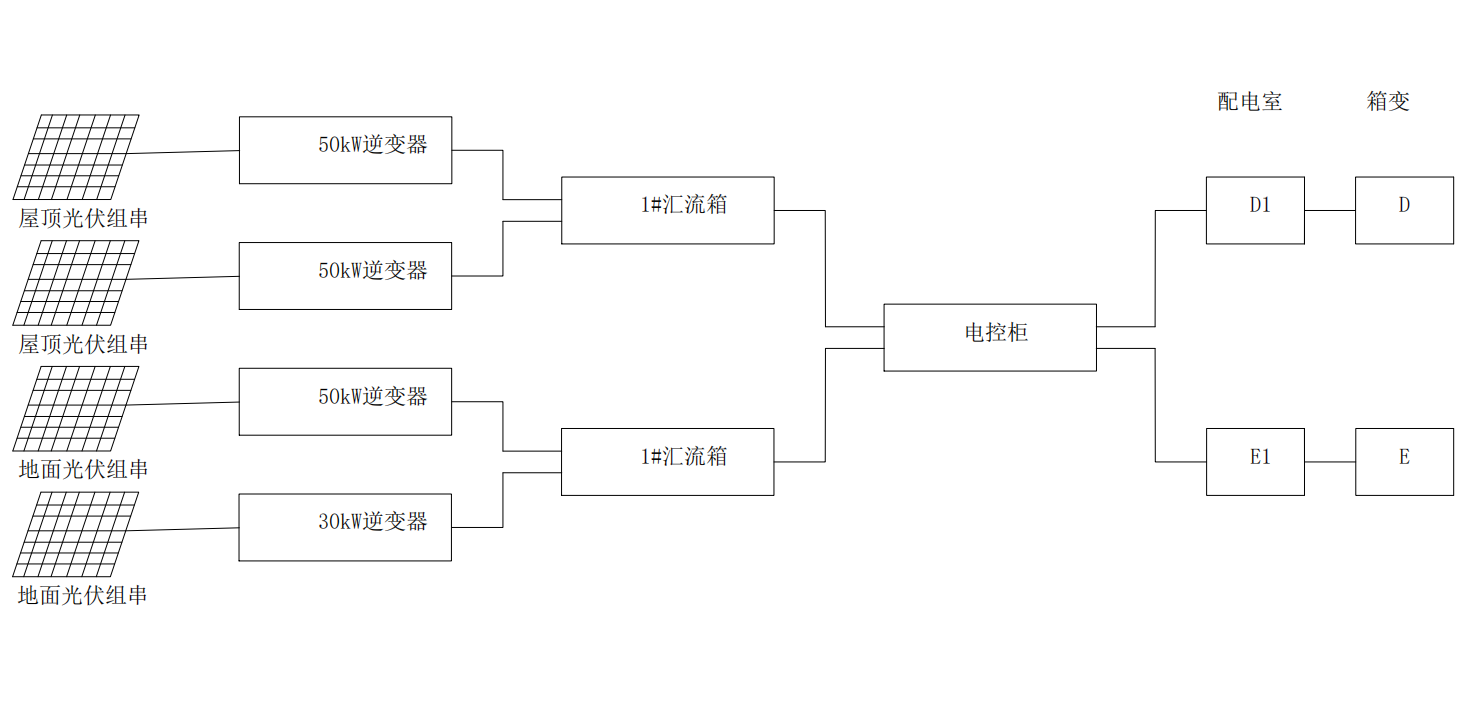 配电室 箱变
50kW逆变器
屋顶光伏组串
1#汇流箱
D1
D
50kW逆变器
屋顶光伏组串
电控柜
50kW逆变器
地面光伏组串
1#汇流箱
E1
E
30kW逆变器
地面光伏组串